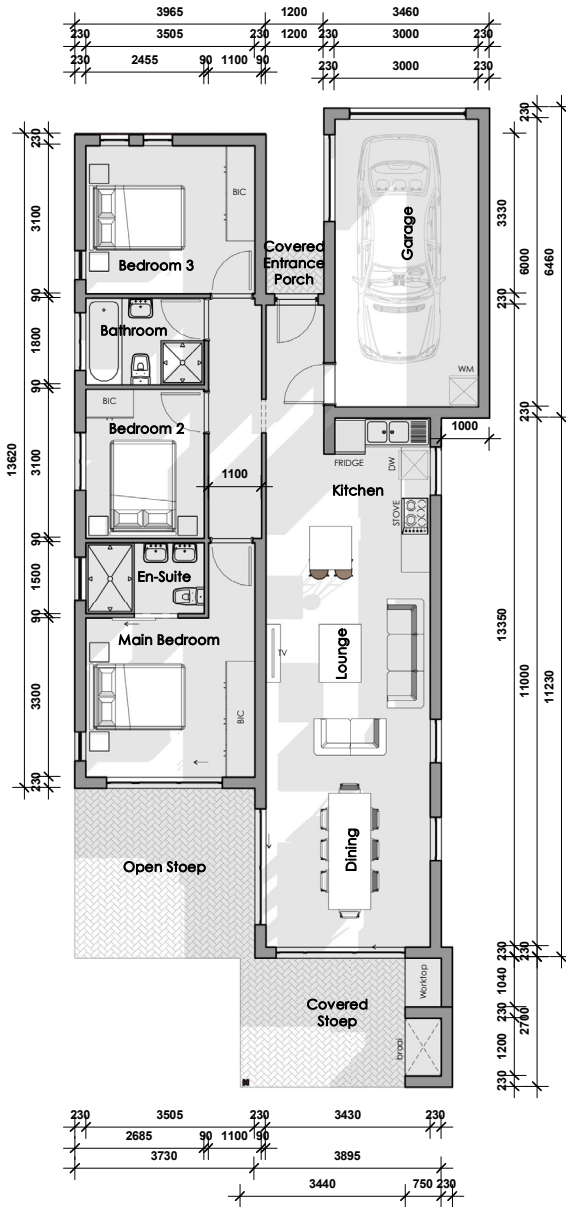 3965 1200 3460
230 3505 230 1200 230 3000 230
230 2455 90 1100 90 230 3000 230
230
3100
90
1800
90
3100
90
1500
90
3300
230
13620
230
3330
230
6000
230
6460
1000
13350
11000
11230
230
230
1040
230
2700
1200
230
BIC
Bedroom 3
Covered
Entrance
Porch
Garage
WM
Bathroom
BIC
Bedroom 2
1100
FRIDGE
DW
Kitchen
STOVE
En-Suite
Main Bedroom
BIC
TV
Lounge
Dining
Open Stoep
Covered
Stoep
Worktop
braai
230 3505 230 3430 230
2685 90 1100 90
3730 3895
3440 750 230